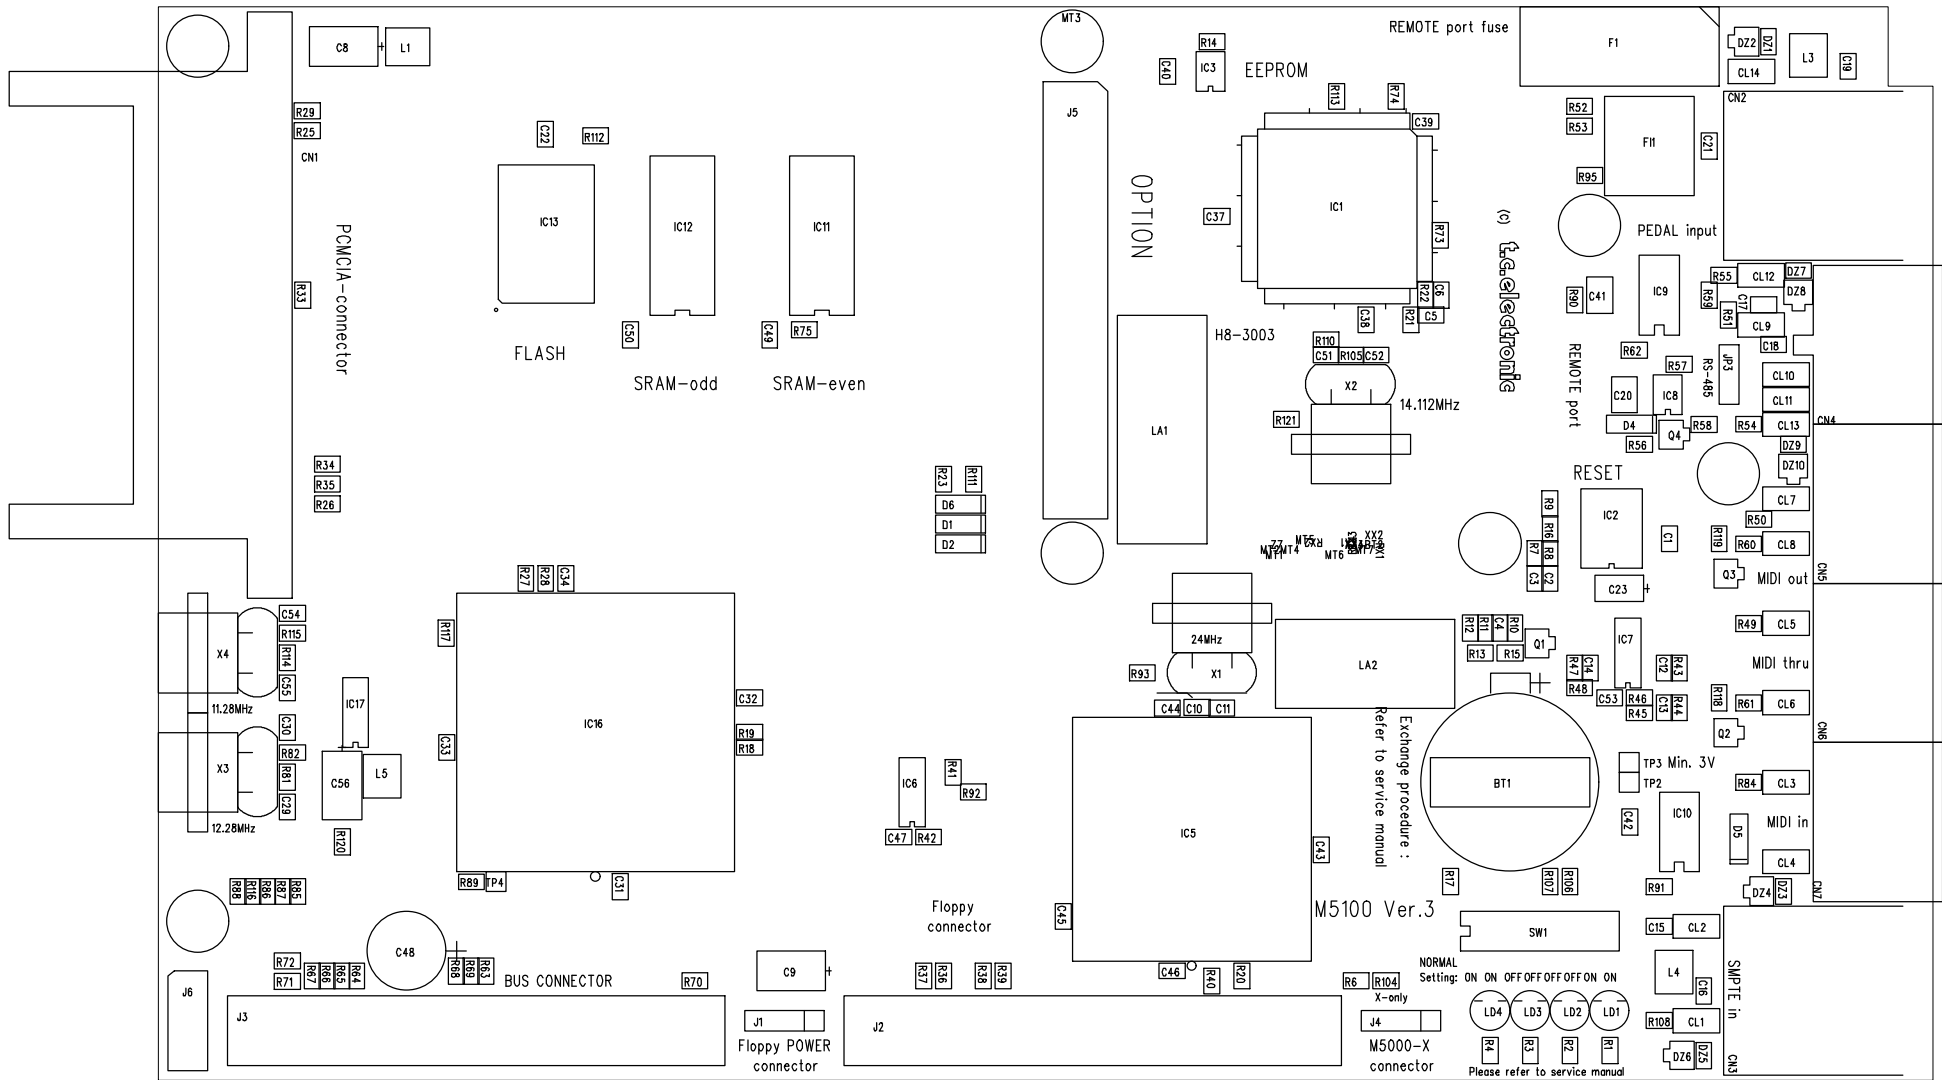 MT3
REMOTE port fuse
F1
DZ2
DZ1
L3
C19
CL14
C8
L1
R14
C40
IC3
EEPROM
R113
R74
C39
R52
R53
CN2
R29
R25
CN1
C22
R112
J5
FI1
C21
R95
PCMCIA-connector
IC13
IC12
IC11
OPTION
C37
IC1
R73
(C)
t.c.electronic
PEDAL input
R33
C50
C49
R75
FLASH
SRAM-odd
SRAM-even
H8-3003
C38
R21
R22
C6
C5
R110
C51
R105
C52
X2
14.112MHz
R121
LA1
R90
C41
IC9
R55
CL12
DZ7
DZ8
R59
R51
C17
CL9
C18
R62
REMOTE port
R57
RS-485
JP3
CL10
CL11
C20
IC8
D4
Q4
R58
R54
CL13
CN4
R56
DZ9
DZ10
R34
R35
R26
R23
R111
D6
D1
D2
RESET
R9
R16
R7
R8
C3
C2
IC2
C1
CL7
R50
R119
R60
CL8
Q3
MIDI out
CN5
C23
MT5
XX2
MT4
MT1
MT6
R27
R28
C34
R117
C54
R115
X4
R114
C55
11.28MHz
C30
R82
X3
R81
C29
12.28MHz
IC17
C56
L5
R120
IC16
C33
C32
R19
R18
24MHz
R93
X1
LA2
R12
R11
C4
R10
R13
R15
Q1
R47
C14
R48
IC7
C12
R43
C53
R46
R45
C13
R44
R49
CL5
MIDI thru
R118
R61
CL6
Q2
CN6
C44
C10
C11
Exchange procedure :
Refer to service manual
BT1
TP3 Min. 3V
TP2
R84
CL3
C42
IC10
D5
MIDI in
CL4
IC6
R41
R92
C47
R42
IC5
C43
R89
TP4
C31
R88
R116
R86
R87
R85
R17
R107
R106
R91
DZ4
DZ3
CN7
Floppy
connector
C45
M5100 Ver.3
SW1
C15
CL2
C48
R72
R71
R67
R66
R65
R64
R68
R69
R63
BUS CONNECTOR
R70
C9
R37
R36
R38
R39
C46
R40
R20
R6
R104
X-only
NORMAL
Setting: ON ON OFF OFF OFF OFF ON ON
L4
C16
SMPTE in
J6
J3
J1
J2
J4
LD4
LD3
LD2
LD1
R108
CL1
Floppy POWER
connector
M5000-X
connector
R4
R3
R2
R1
Please refer to service manual
DZ6
DZ5
CN3